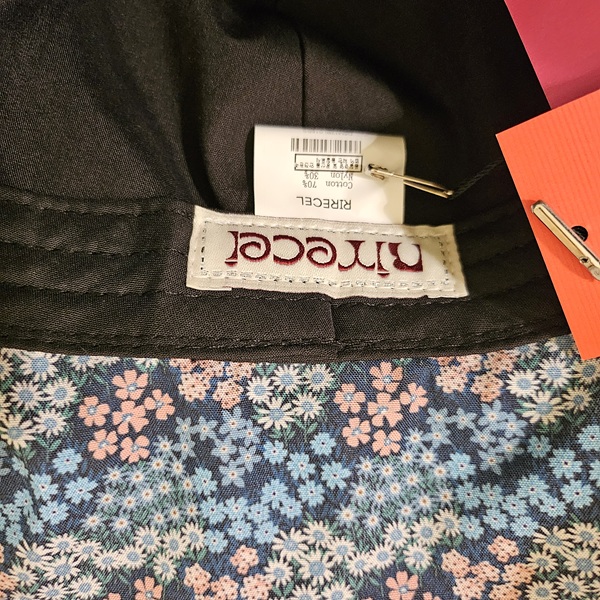 RIRECEL
Cotton 70%
Nylon 30%
Rirecel